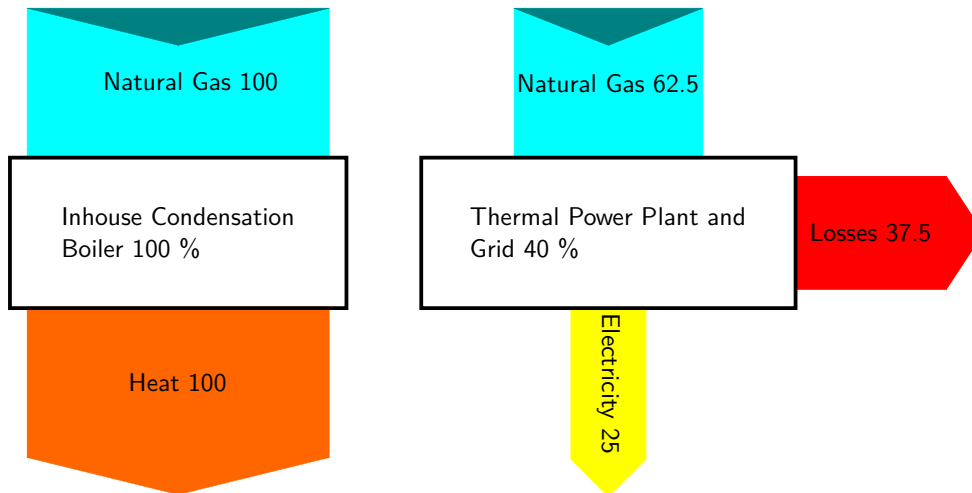 Natural Gas 100
Natural Gas 62.5
Inhouse Condensation
Boiler 100 %
Thermal Power Plant and
Grid 40 %
Losses 37.5
Heat 100
Electricity 25